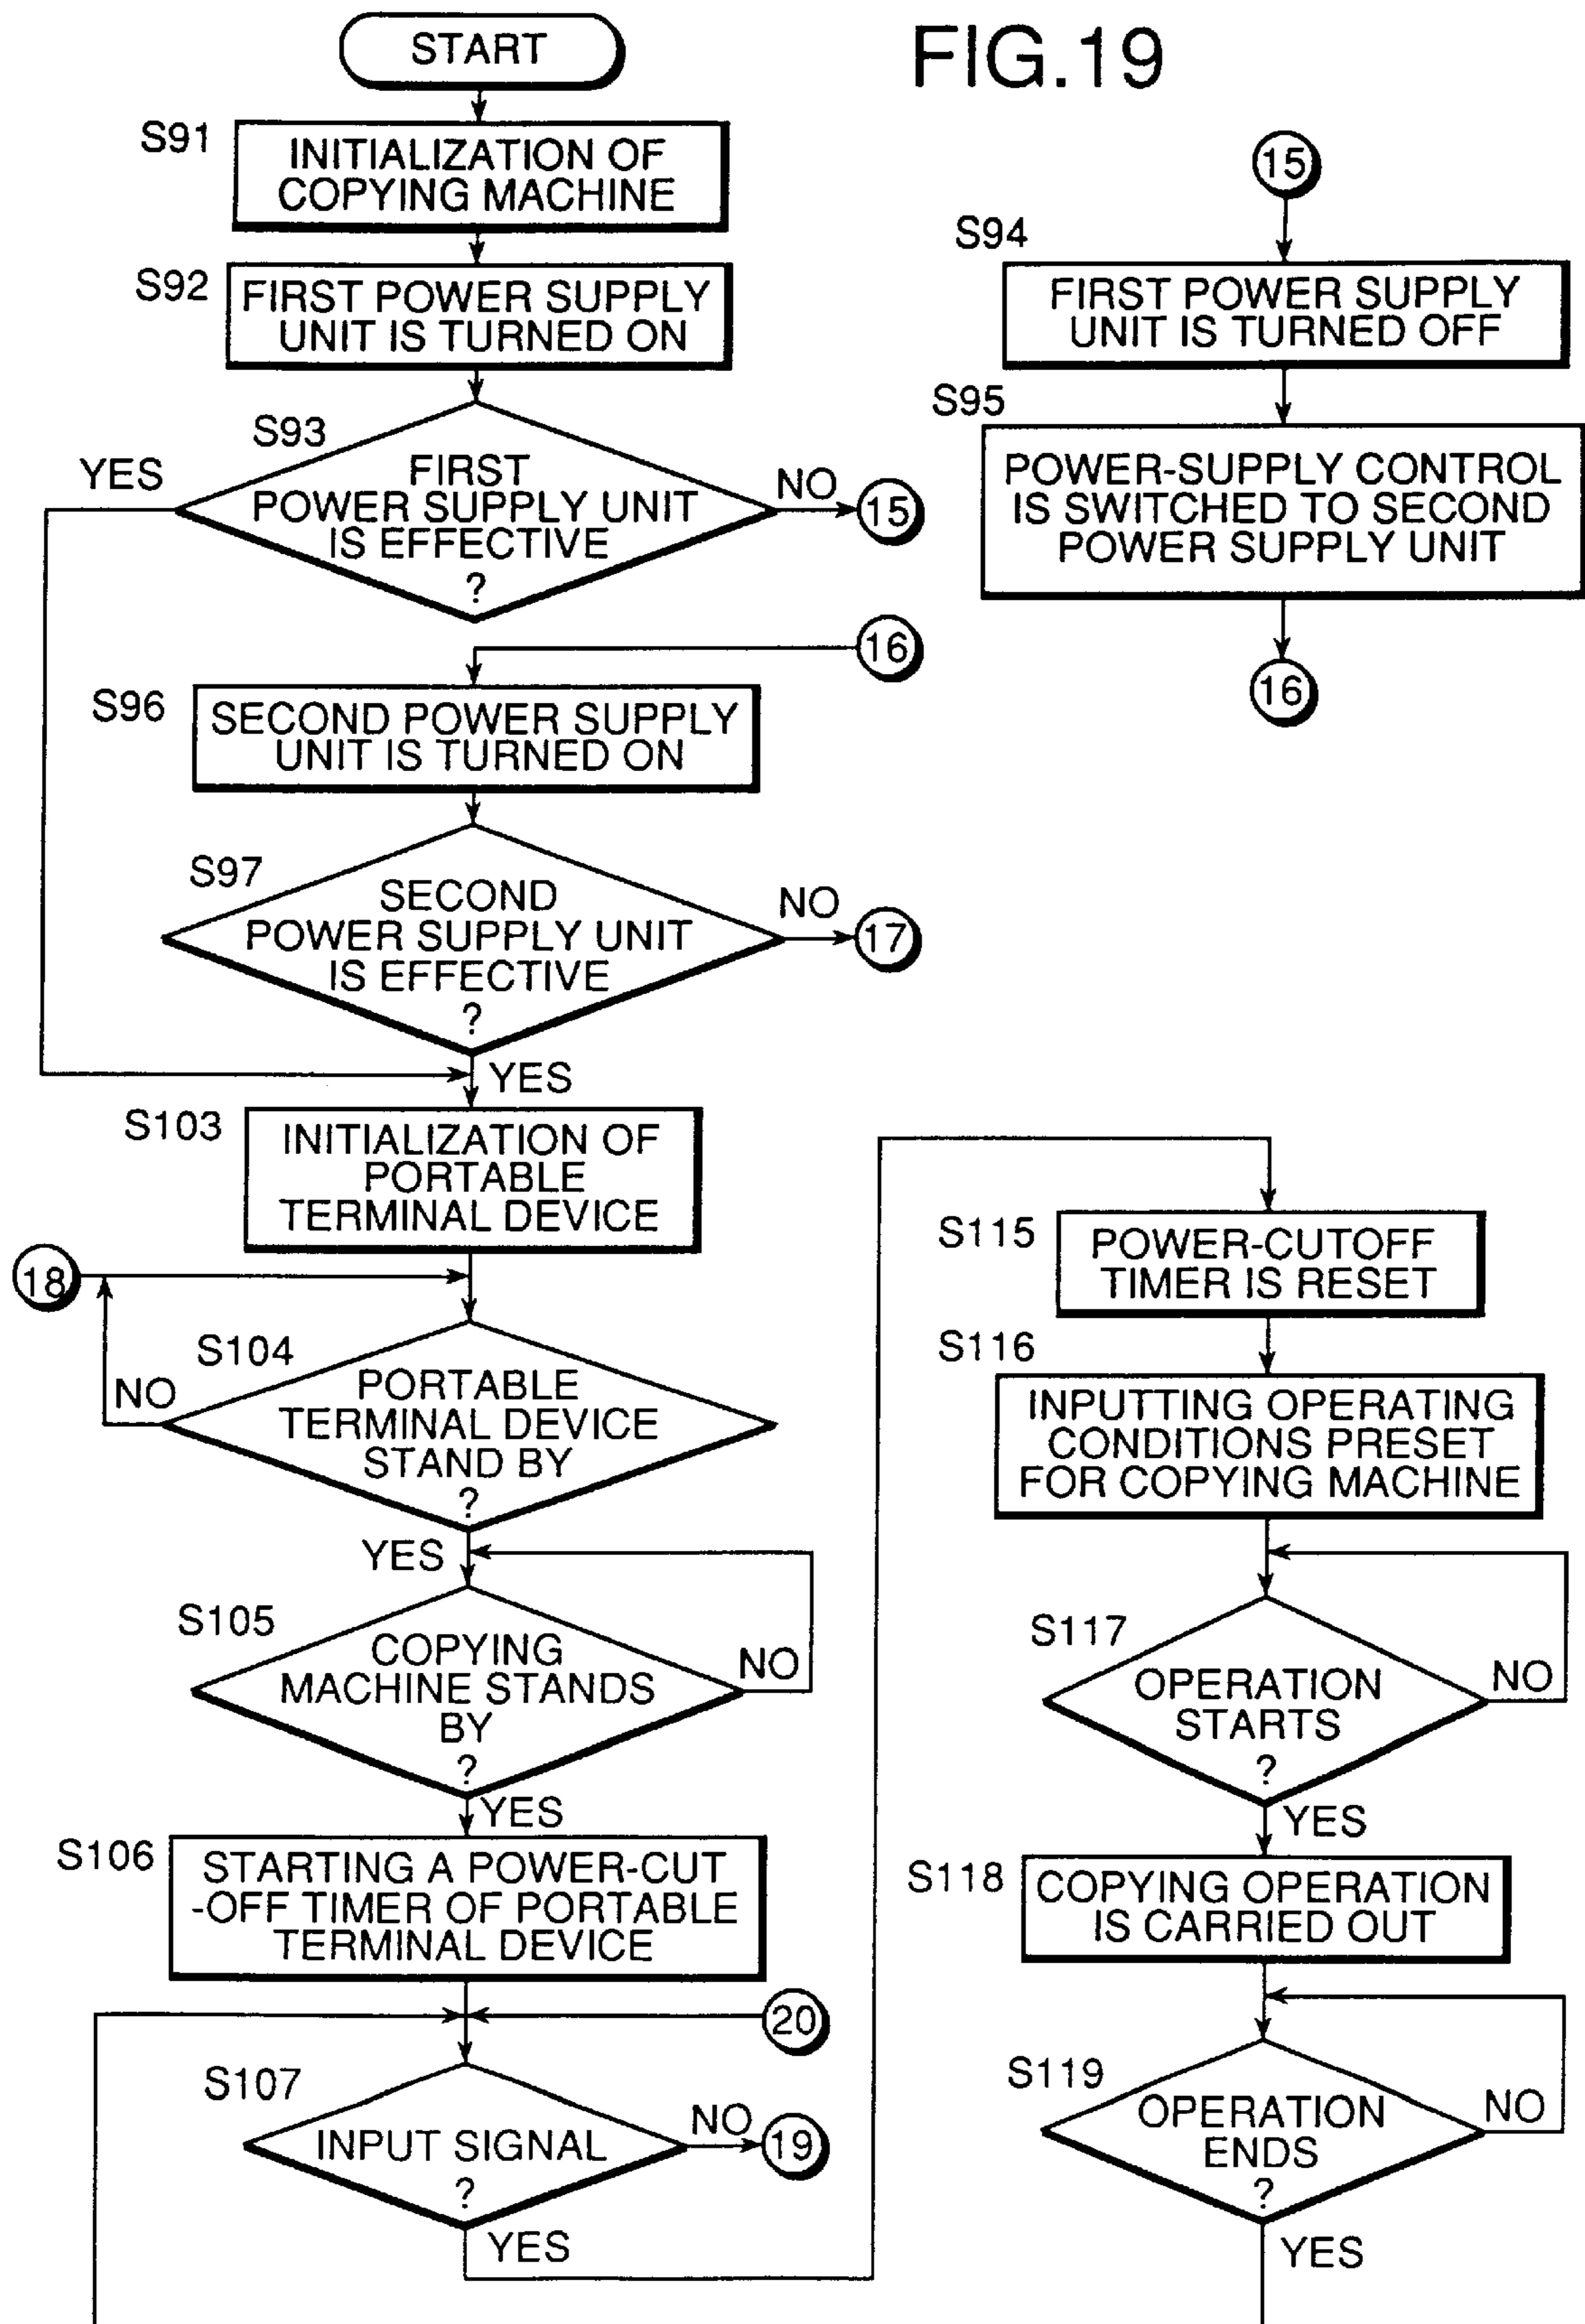 FIG.19
START
S91
INITIALIZATION OF
COPYING MACHINE
S92
FIRST POWER SUPPLY
UNIT IS TURNED ON
S93
FIRST
POWER SUPPLY UNIT
IS EFFECTIVE
?
YES
NO
15
16
S96
SECOND POWER SUPPLY
UNIT IS TURNED ON
S97
SECOND
POWER SUPPLY UNIT
IS EFFECTIVE
?
NO
17
YES
S103
INITIALIZATION OF
PORTABLE
TERMINAL DEVICE
18
S104
PORTABLE
TERMINAL DEVICE
STAND BY
?
NO
YES
S105
COPYING
MACHINE STANDS
BY
?
NO
YES
S106
STARTING A POWER-CUT
-OFF TIMER OF PORTABLE
TERMINAL DEVICE
20
S107
INPUT SIGNAL
?
NO
19
YES
15
S94
FIRST POWER SUPPLY
UNIT IS TURNED OFF
S95
POWER-SUPPLY CONTROL
IS SWITCHED TO SECOND
POWER SUPPLY UNIT
16
S115
POWER-CUTOFF
TIMER IS RESET
S116
INPUTTING OPERATING
CONDITIONS PRESET
FOR COPYING MACHINE
S117
OPERATION
STARTS
?
NO
YES
S118
COPYING OPERATION
IS CARRIED OUT
S119
OPERATION
ENDS
?
NO
YES